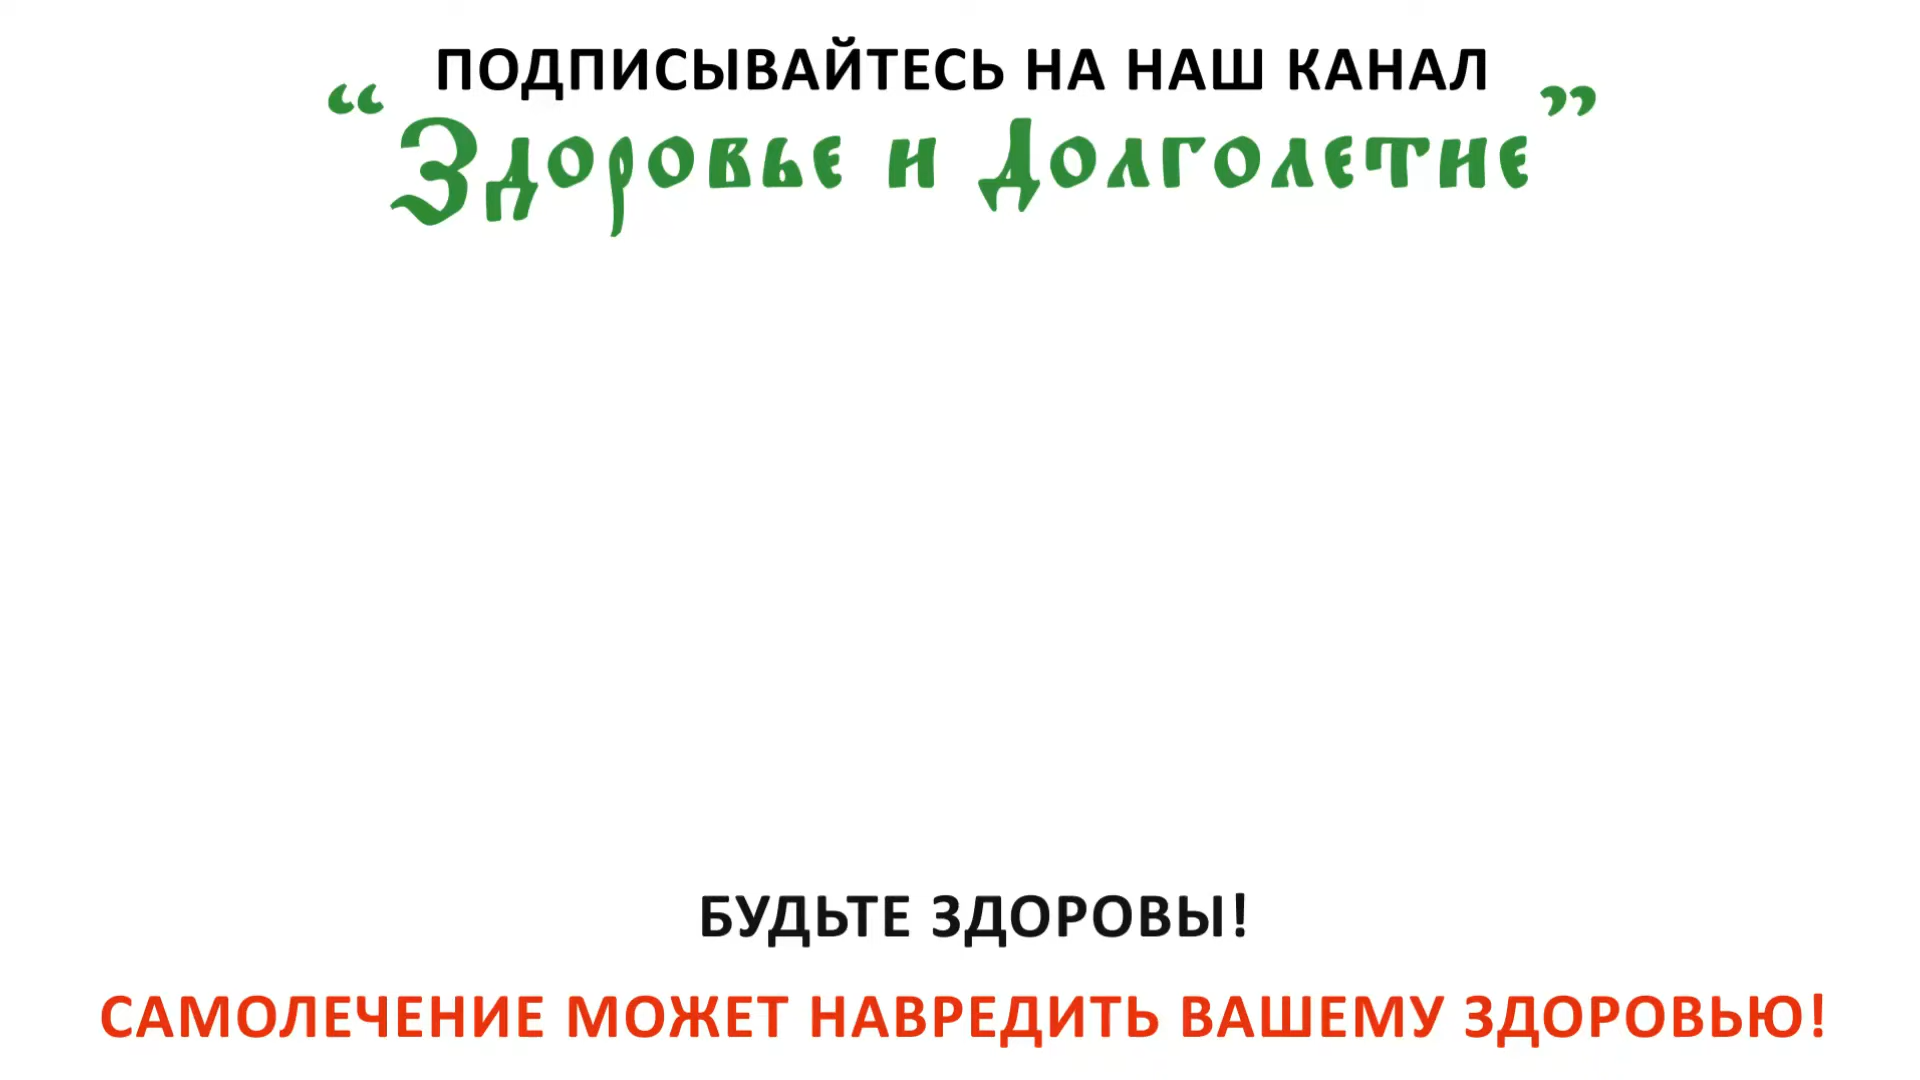 ПОДПИСЫВАЙТЕСЬ НА НАШ КАНАЛ
“Здоровье и Долголетие”
БУДЬТЕ ЗДОРОВЫ!
САМОЛЕЧЕНИЕ МОЖЕТ НАВРЕДИТЬ ВАШЕМУ ЗДОРОВЬЮ!